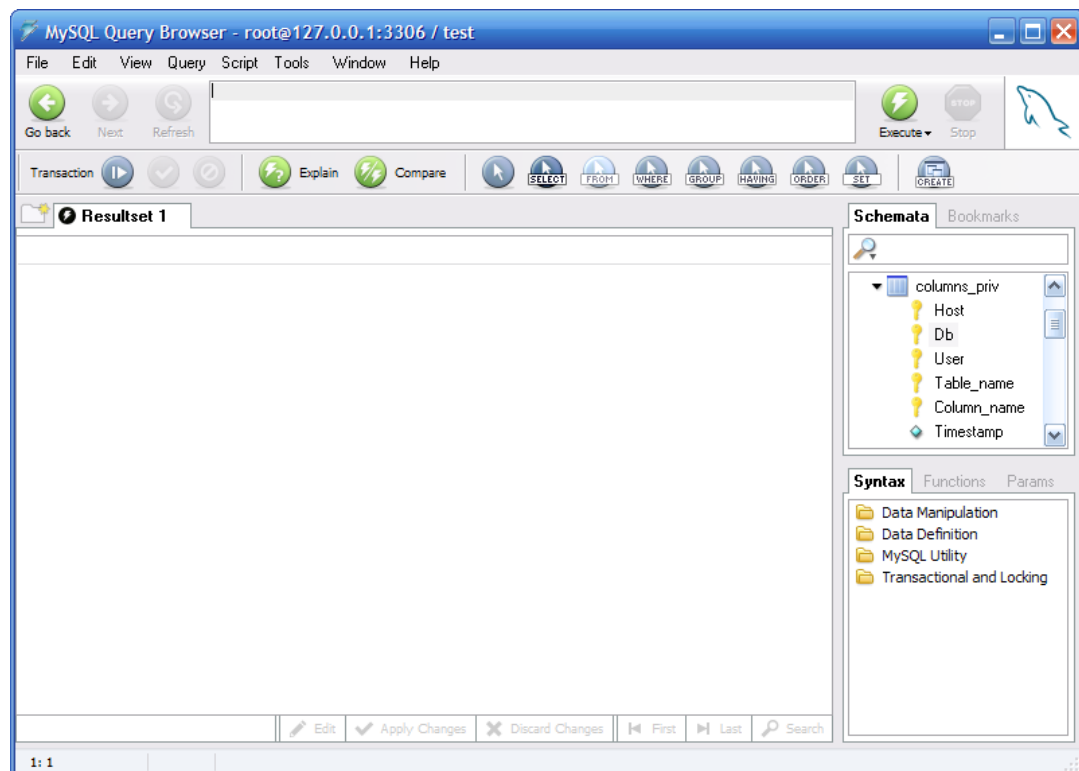 MySQL Query Browser - root@127.0.0.1:3306 / test
File Edit View Query Script Tools Window Help
Go back Next Refresh Execute Stop STOP
Transaction Explain Compare SELECT FROM WHERE GROUP HAVING ORDER SET CREATE
Resultset 1
Schemata Bookmarks
columns_priv
Host
Db
User
Table_name
Column_name
Timestamp
Syntax Functions Params
Data Manipulation
Data Definition
MySQL Utility
Transactional and Locking
Edit Apply Changes Discard Changes First Last Search
1: 1